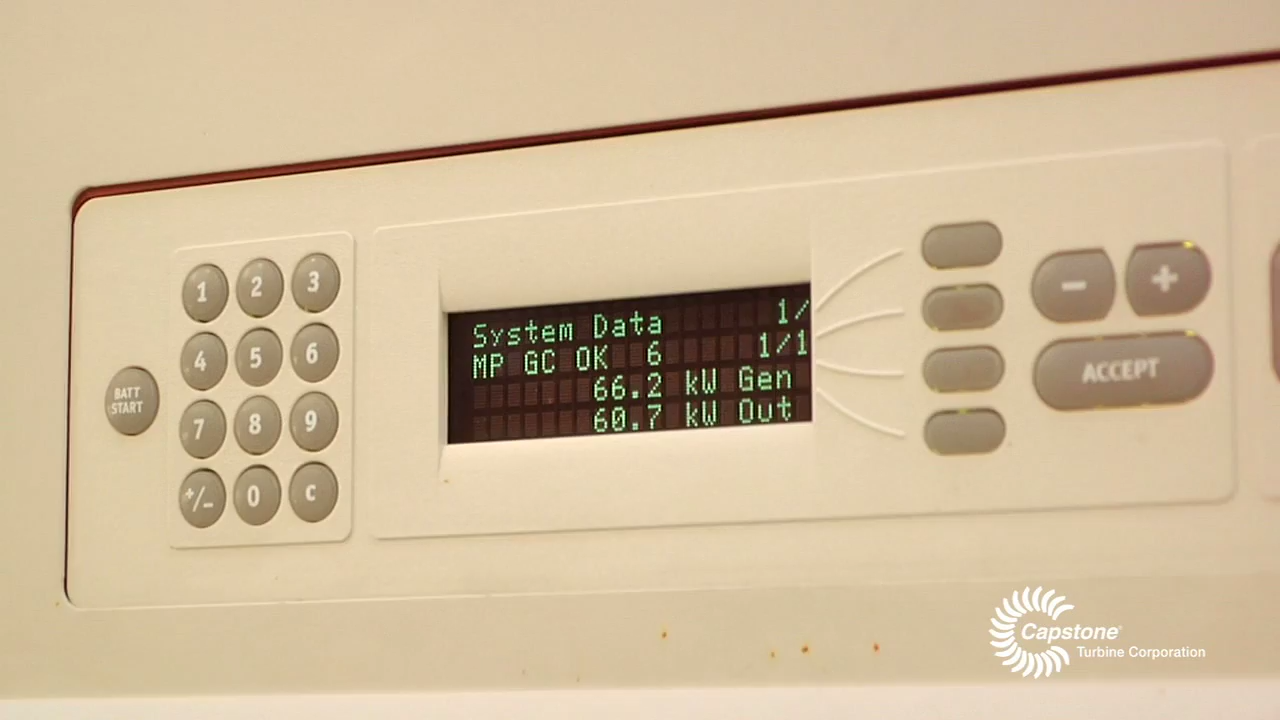 BATT
START
1 2 3
4 5 6
7 8 9
+/- 0 C
System Data 1/
MP GC OK 6 1/1
66.2 kW Gen
60.7 kW Out
- +
ACCEPT
Capstone®
Turbine Corporation